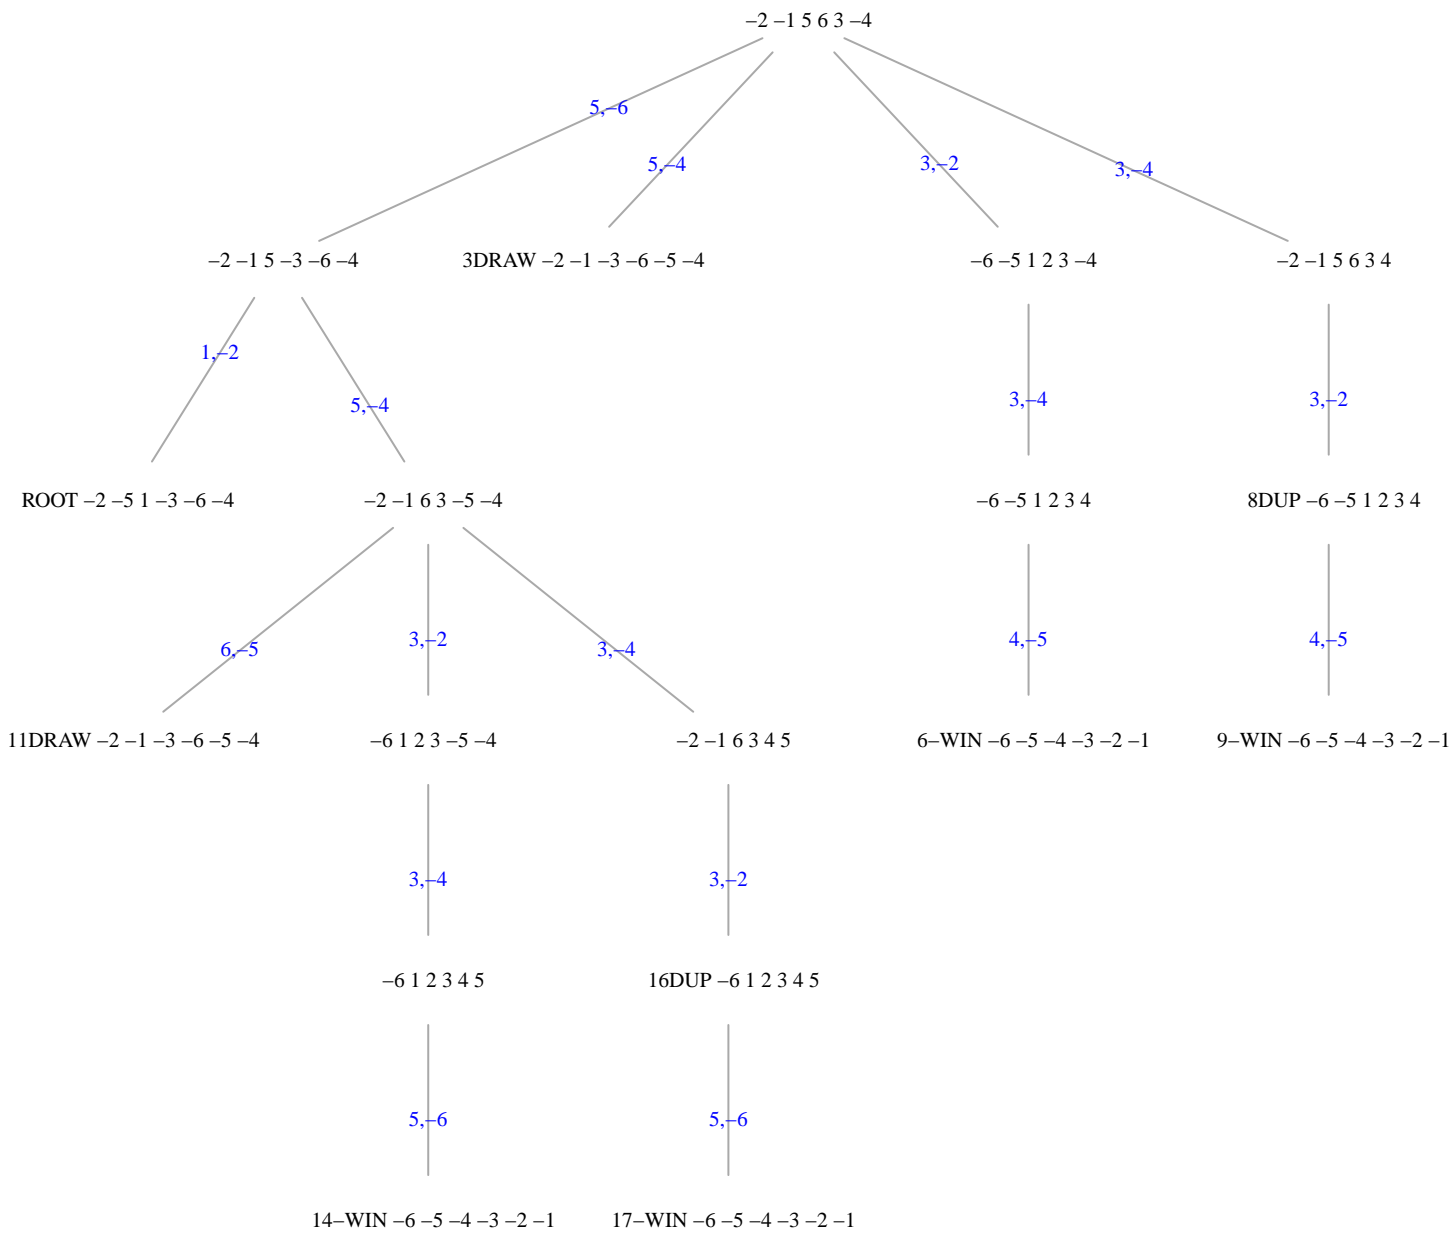 –2 –1 5 6 3 –4
5,–6
5,–4
3,–2
3,–4
–2 –1 5 –3 –6 –4
3DRAW –2 –1 –3 –6 –5 –4
–6 –5 1 2 3 –4
–2 –1 5 6 3 4
1,–2
5,–4
3,–4
3,–2
ROOT –2 –5 1 –3 –6 –4
–2 –1 6 3 –5 –4
–6 –5 1 2 3 4
8DUP –6 –5 1 2 3 4
6,–5
3,–2
3,–4
4,–5
4,–5
11DRAW –2 –1 –3 –6 –5 –4
–6 1 2 3 –5 –4
–2 –1 6 3 4 5
6–WIN –6 –5 –4 –3 –2 –1
9–WIN –6 –5 –4 –3 –2 –1
3,–4
3,–2
–6 1 2 3 4 5
16DUP –6 1 2 3 4 5
5,–6
5,–6
14–WIN –6 –5 –4 –3 –2 –1
17–WIN –6 –5 –4 –3 –2 –1